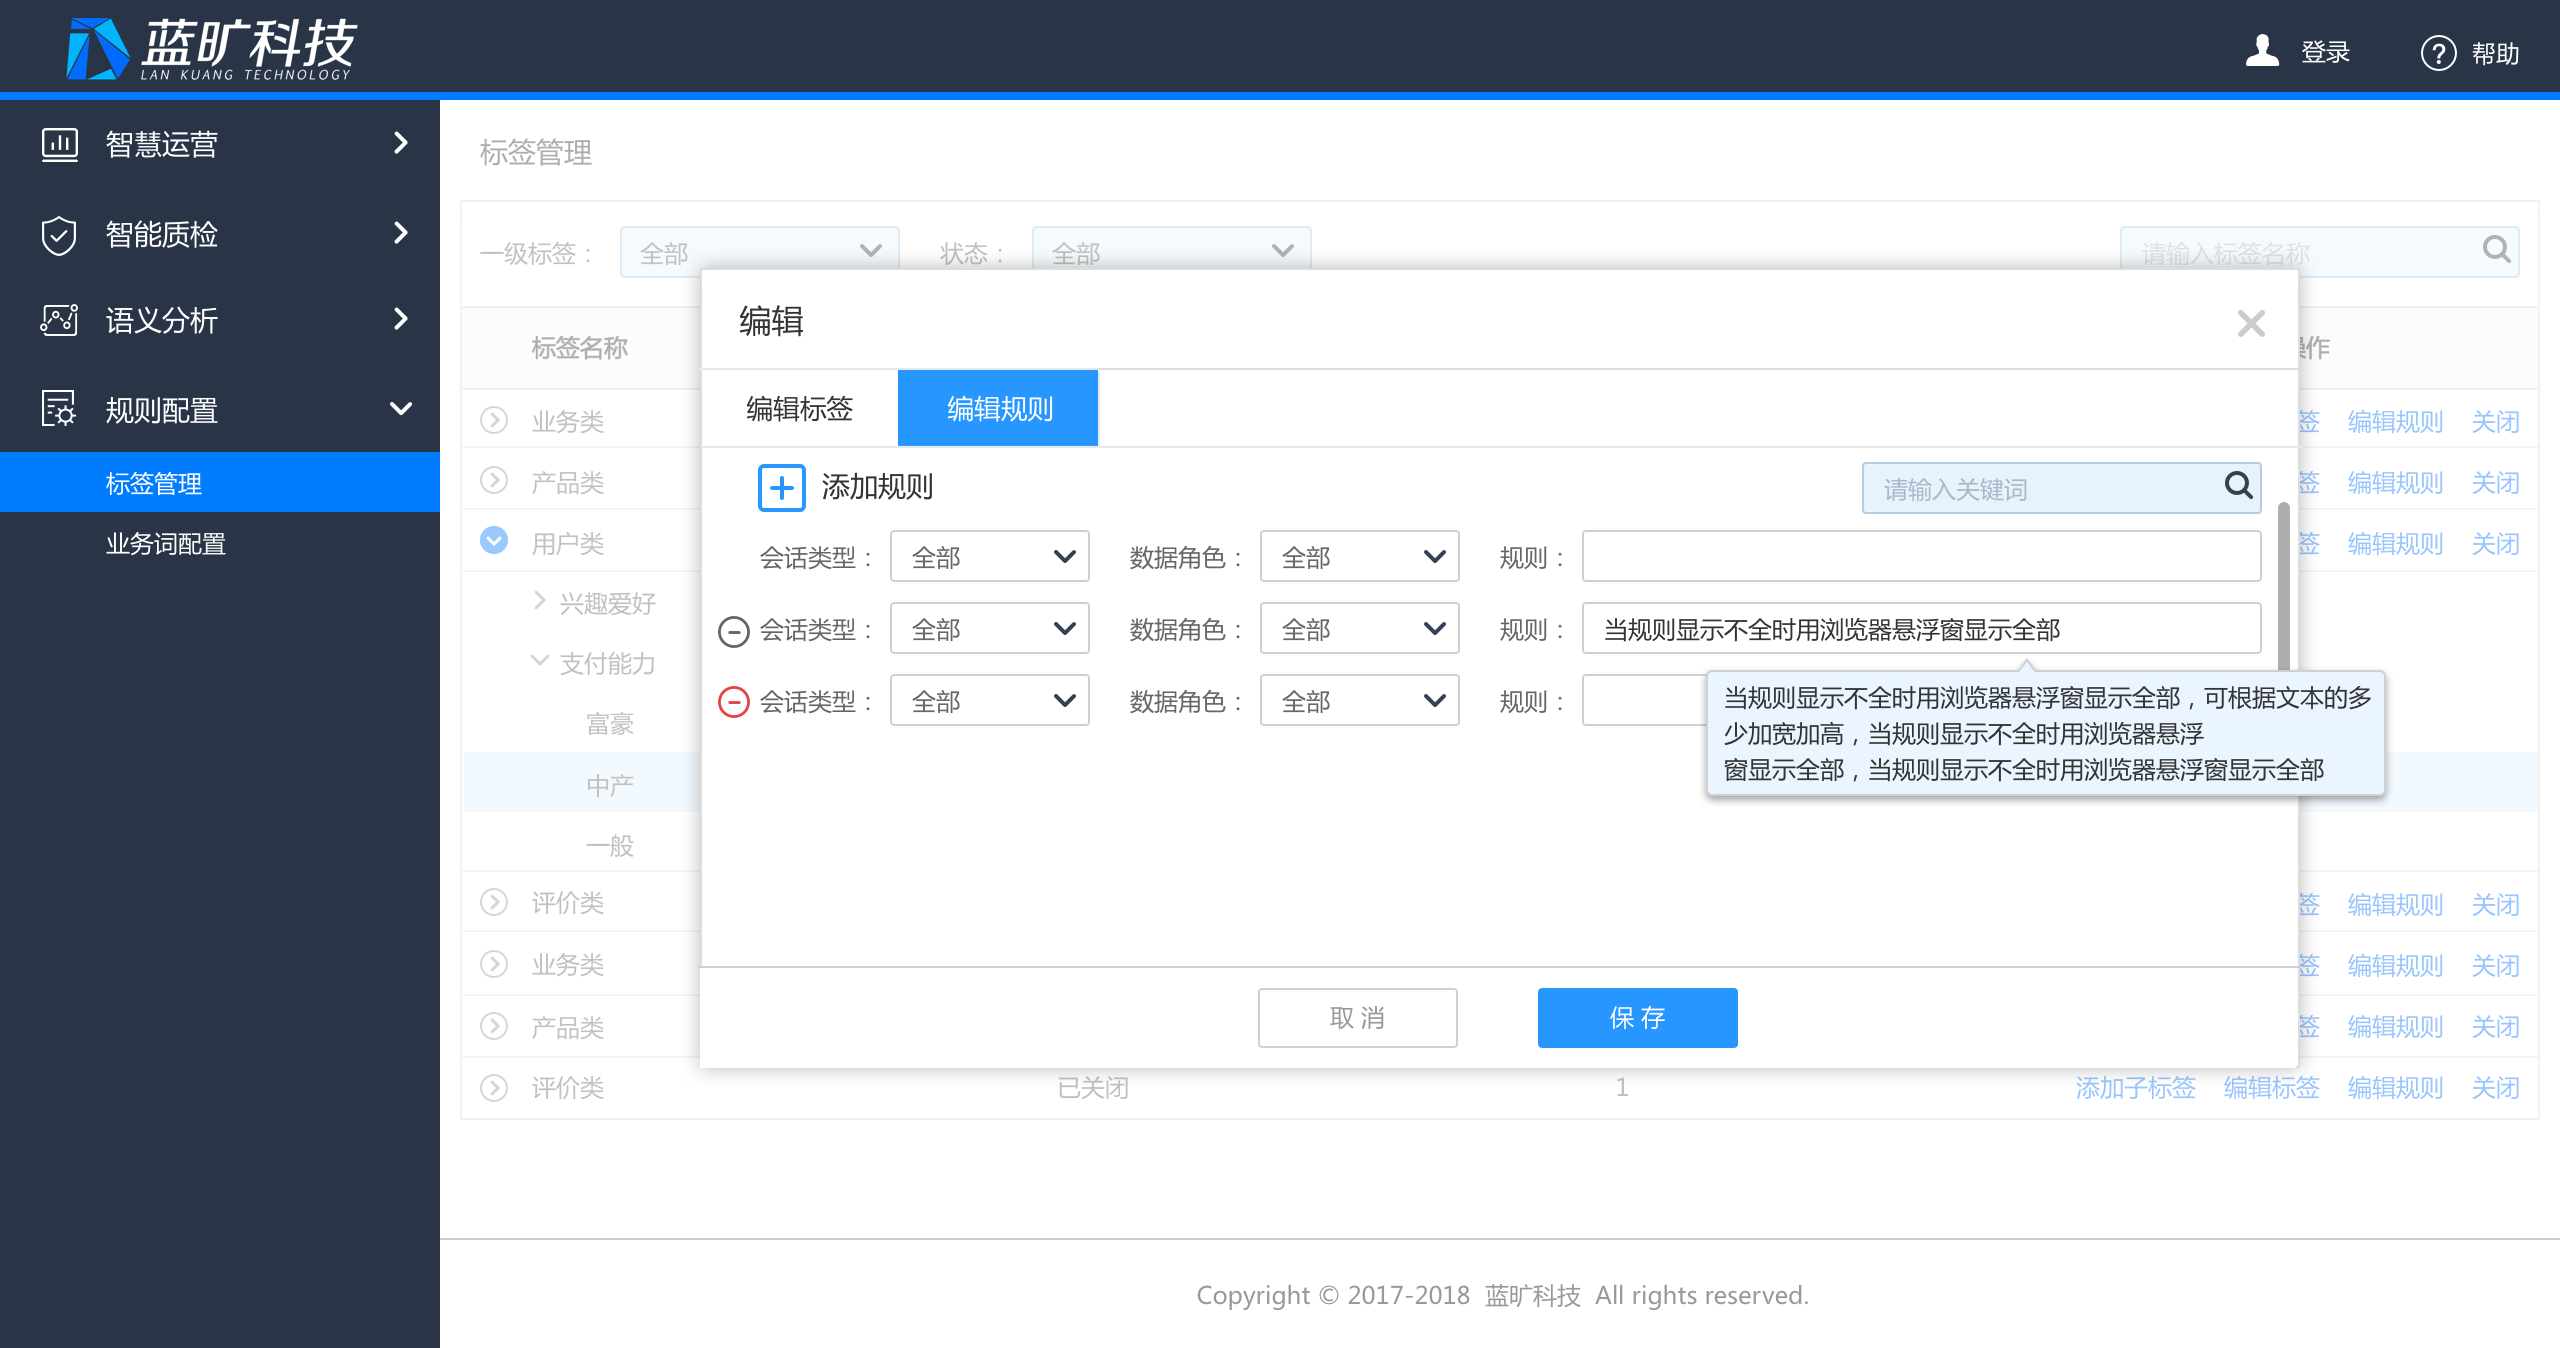 蓝旷科技
LAN KUANG TECHNOLOGY
登录
帮助
智慧运营
智能质检
语义分析
规则配置
标签管理
业务词配置
标签管理
一级标签： 全部 状态： 全部 请输入标签名称
标签名称 操作
业务类 签 编辑规则 关闭
产品类 签 编辑规则 关闭
用户类 签 编辑规则 关闭
兴趣爱好
支付能力
富豪
中产
一般
评价类 签 编辑规则 关闭
业务类 签 编辑规则 关闭
产品类 签 编辑规则 关闭
评价类 已关闭 1 添加子标签 编辑标签 编辑规则 关闭
编辑
编辑标签 编辑规则
添加规则 请输入关键词
会话类型： 全部 数据角色： 全部 规则：
会话类型： 全部 数据角色： 全部 规则： 当规则显示不全时用浏览器悬浮窗显示全部
会话类型： 全部 数据角色： 全部 规则：
当规则显示不全时用浏览器悬浮窗显示全部，可根据文本的多
少加宽加高，当规则显示不全时用浏览器悬浮
窗显示全部，当规则显示不全时用浏览器悬浮窗显示全部
取 消 保 存
Copyright © 2017-2018 蓝旷科技 All rights reserved.